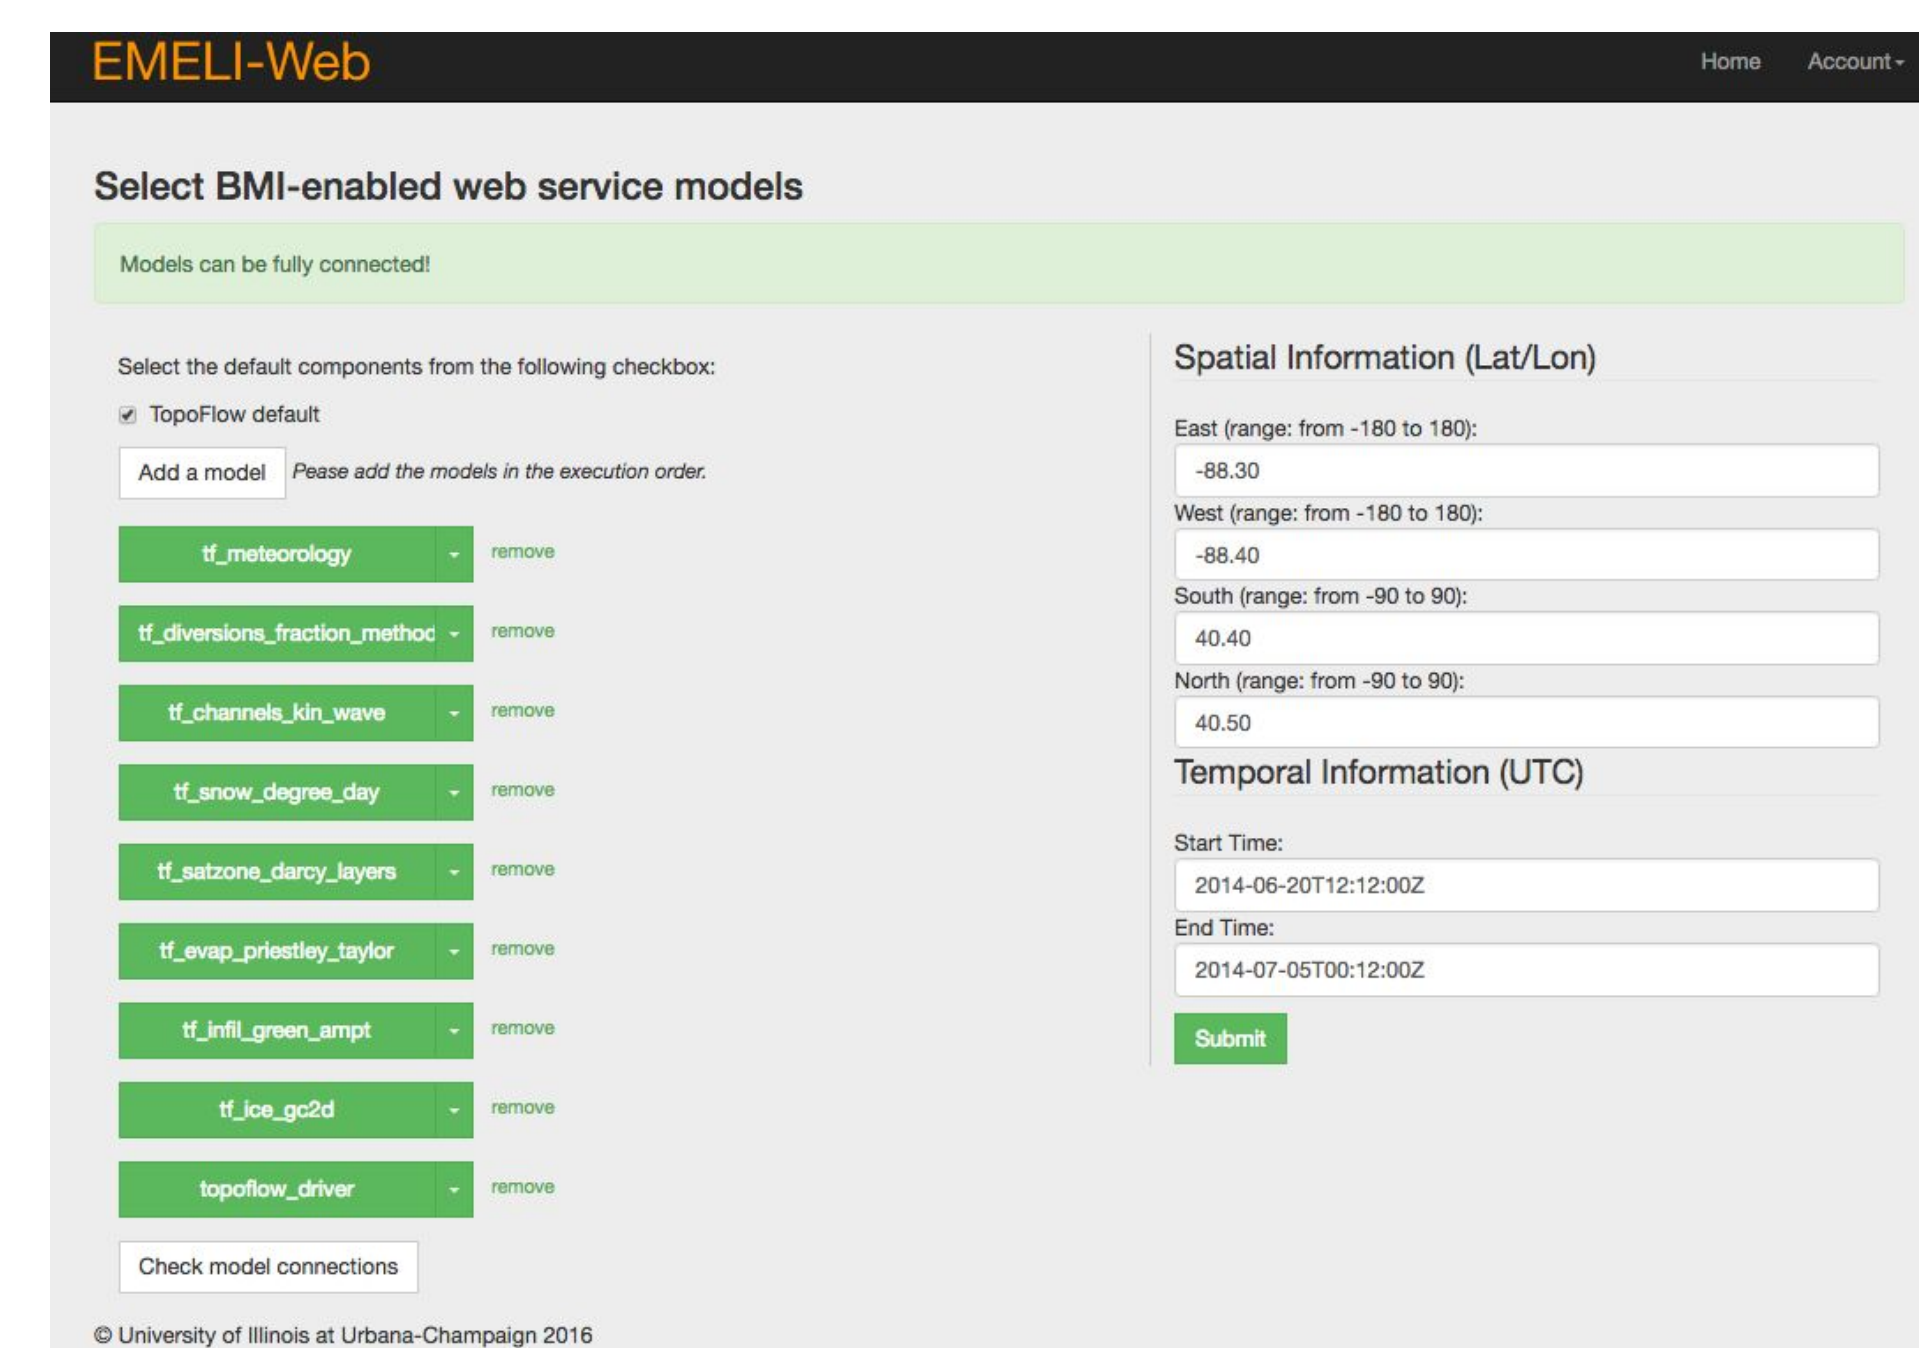 EMELI-Web
Home
Account
Select BMI-enabled web service models
Models can be fully connected!
Select the default components from the following checkbox:
TopoFlow default
Add a model
Pease add the models in the execution order.
tf_meteorology
remove
tf_diversions_fraction_method
remove
tf_channels_kin_wave
remove
tf_snow_degree_day
remove
tf_satzone_darcy_layers
remove
tf_evap_priestley_taylor
remove
tf_infil_green_ampt
remove
tf_ice_gc2d
remove
topoflow_driver
remove
Check model connections
Spatial Information (Lat/Lon)
East (range: from -180 to 180):
-88.30
West (range: from -180 to 180):
-88.40
South (range: from -90 to 90):
40.40
North (range: from -90 to 90):
40.50
Temporal Information (UTC)
Start Time:
2014-06-20T12:12:00Z
End Time:
2014-07-05T00:12:00Z
Submit
© University of Illinois at Urbana-Champaign 2016